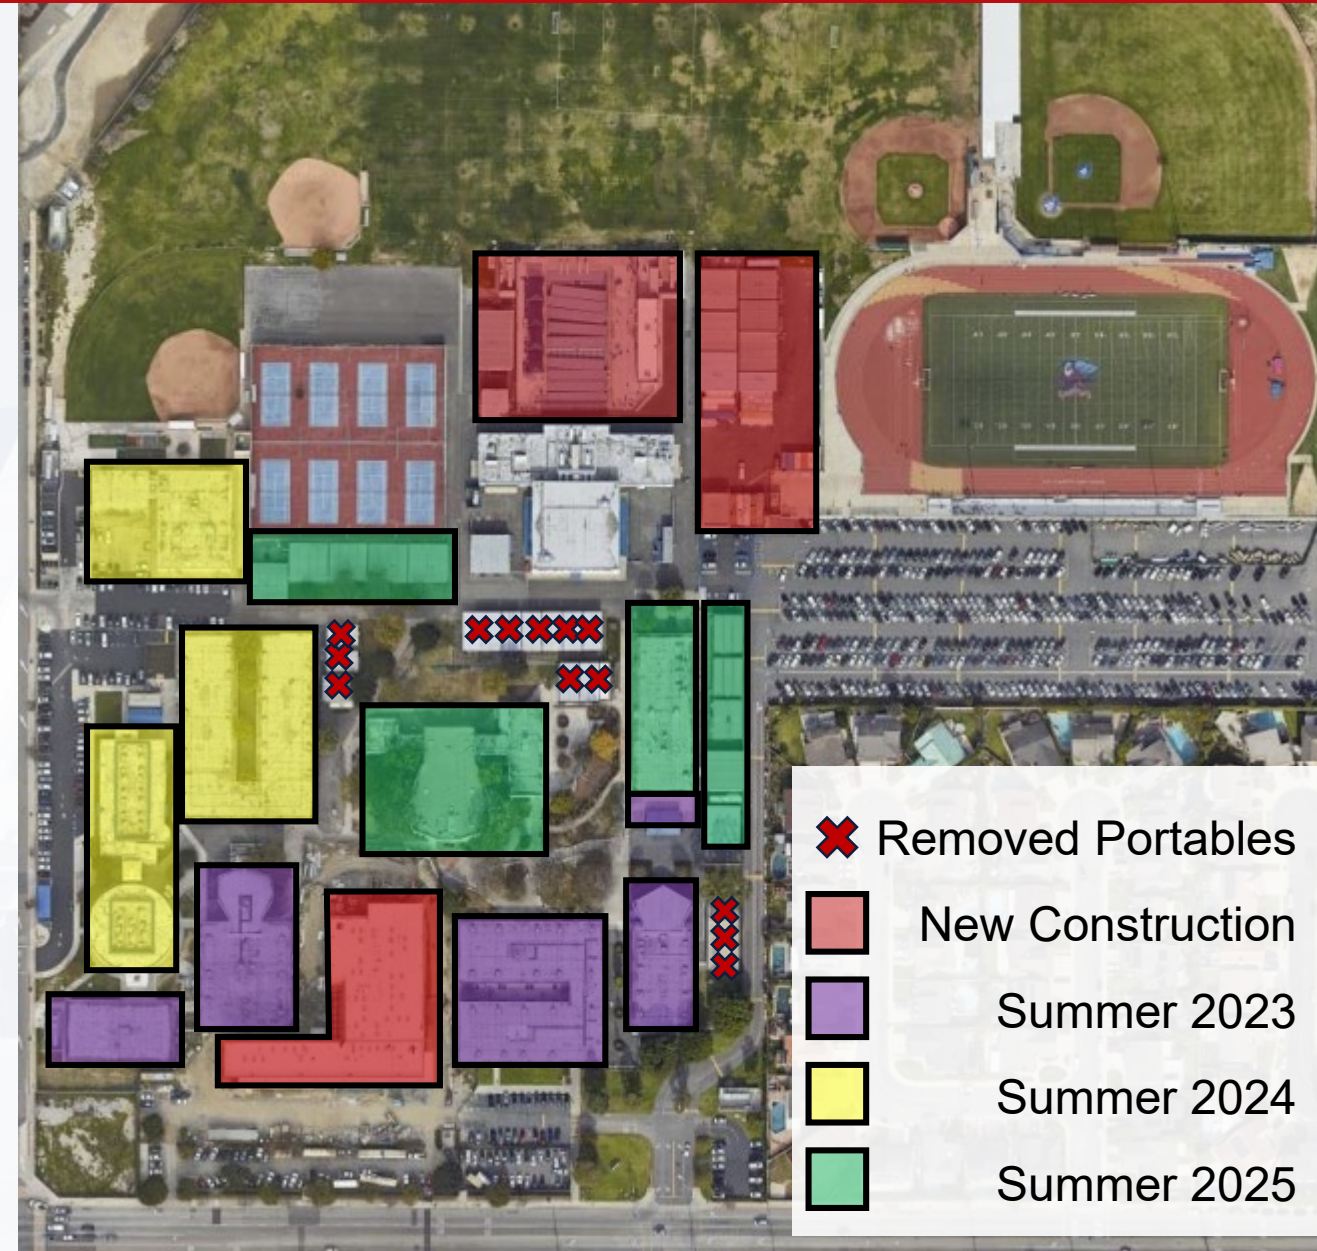 Removed Portables
New Construction
Summer 2023
Summer 2024
Summer 2025